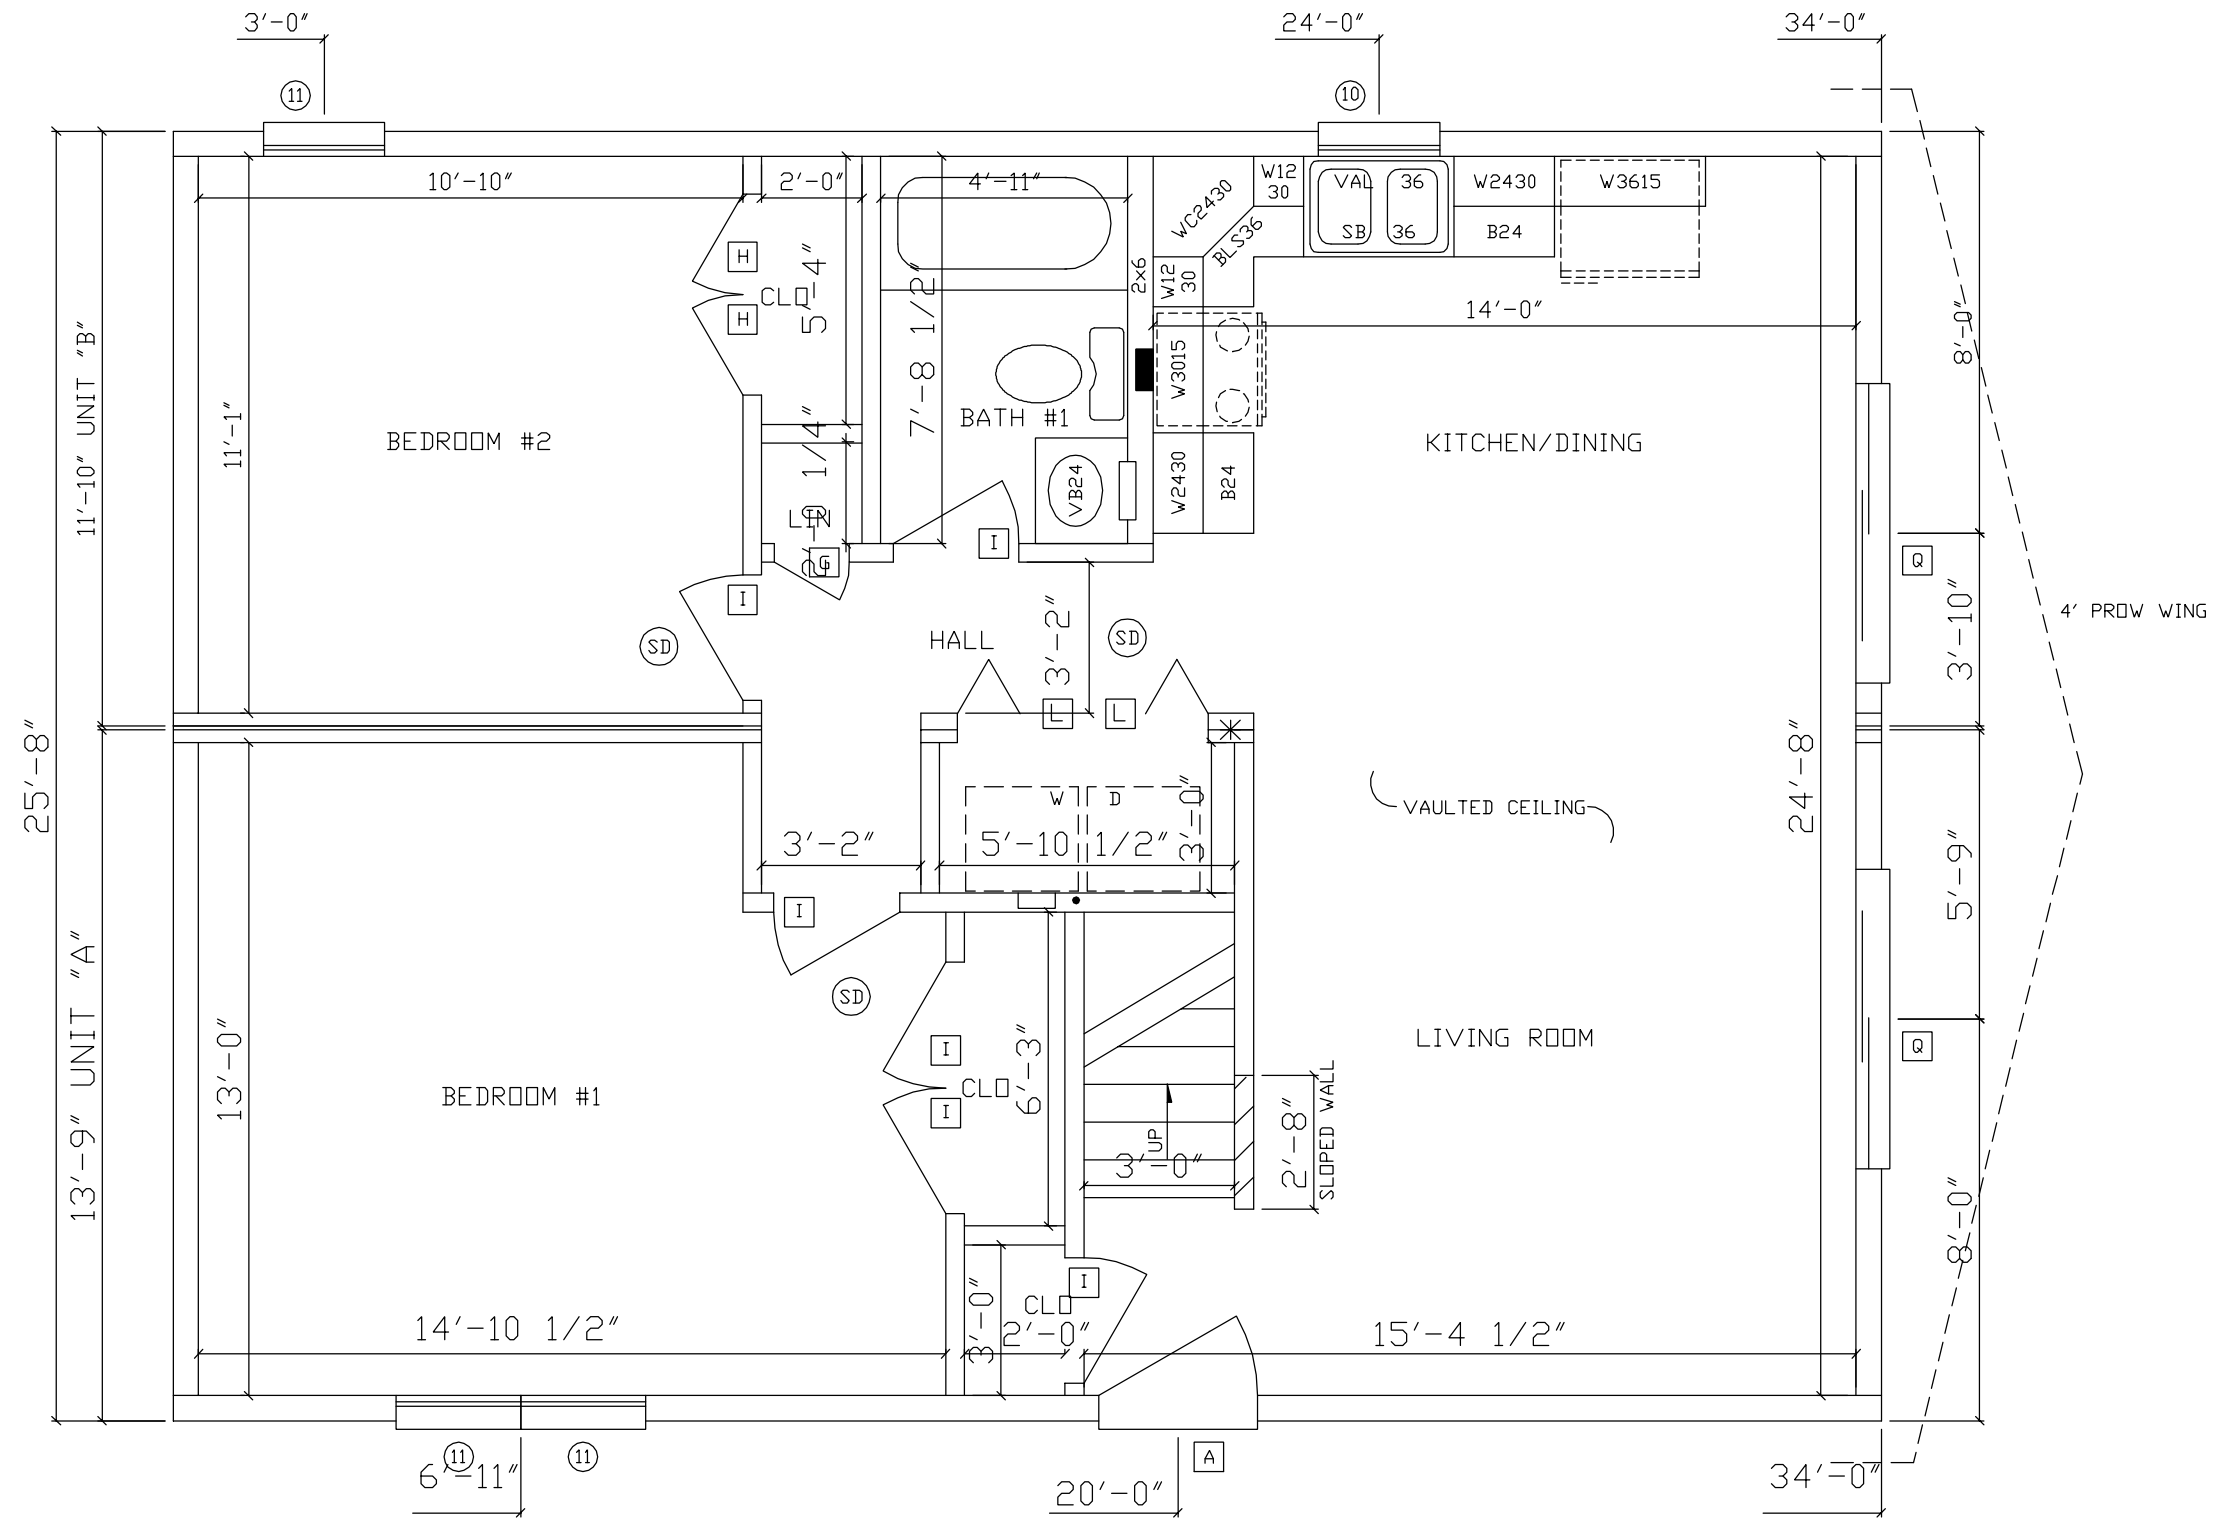 3'-0"
24'-0"
34'-0"
11
10
10'-10"
2'-0"
4'-11"
WC2430
W12
30
VAL 36
W2430
W3615
SB 36
B24
BLS36
H
CLO
H
5'-4"
7'-8 1/2"
2x6
W12
30
14'-0"
8'-0"
11'-10" UNIT "B"
11'-1"
BEDROOM #2
BATH #1
W3015
KITCHEN/DINING
VB24
W2430
B24
LIN
G
I
2'-0 1/4"
I
SD
HALL
3'-2"
SD
Q
3'-10"
4' PROW WING
L
L
25'-8"
24'-8"
W
D
3'-0"
VAULTED CEILING
3'-2"
5'-10 1/2"
5'-9"
I
SD
13'-9" UNIT "A"
13'-0"
BEDROOM #1
I
CLO
I
6'-3"
LIVING ROOM
Q
UP
3'-0"
2'-8"
SLOPED WALL
8'-0"
I
CLO
3'-0"
14'-10 1/2"
2'-0"
15'-4 1/2"
11
11
A
6'-11"
20'-0"
34'-0"